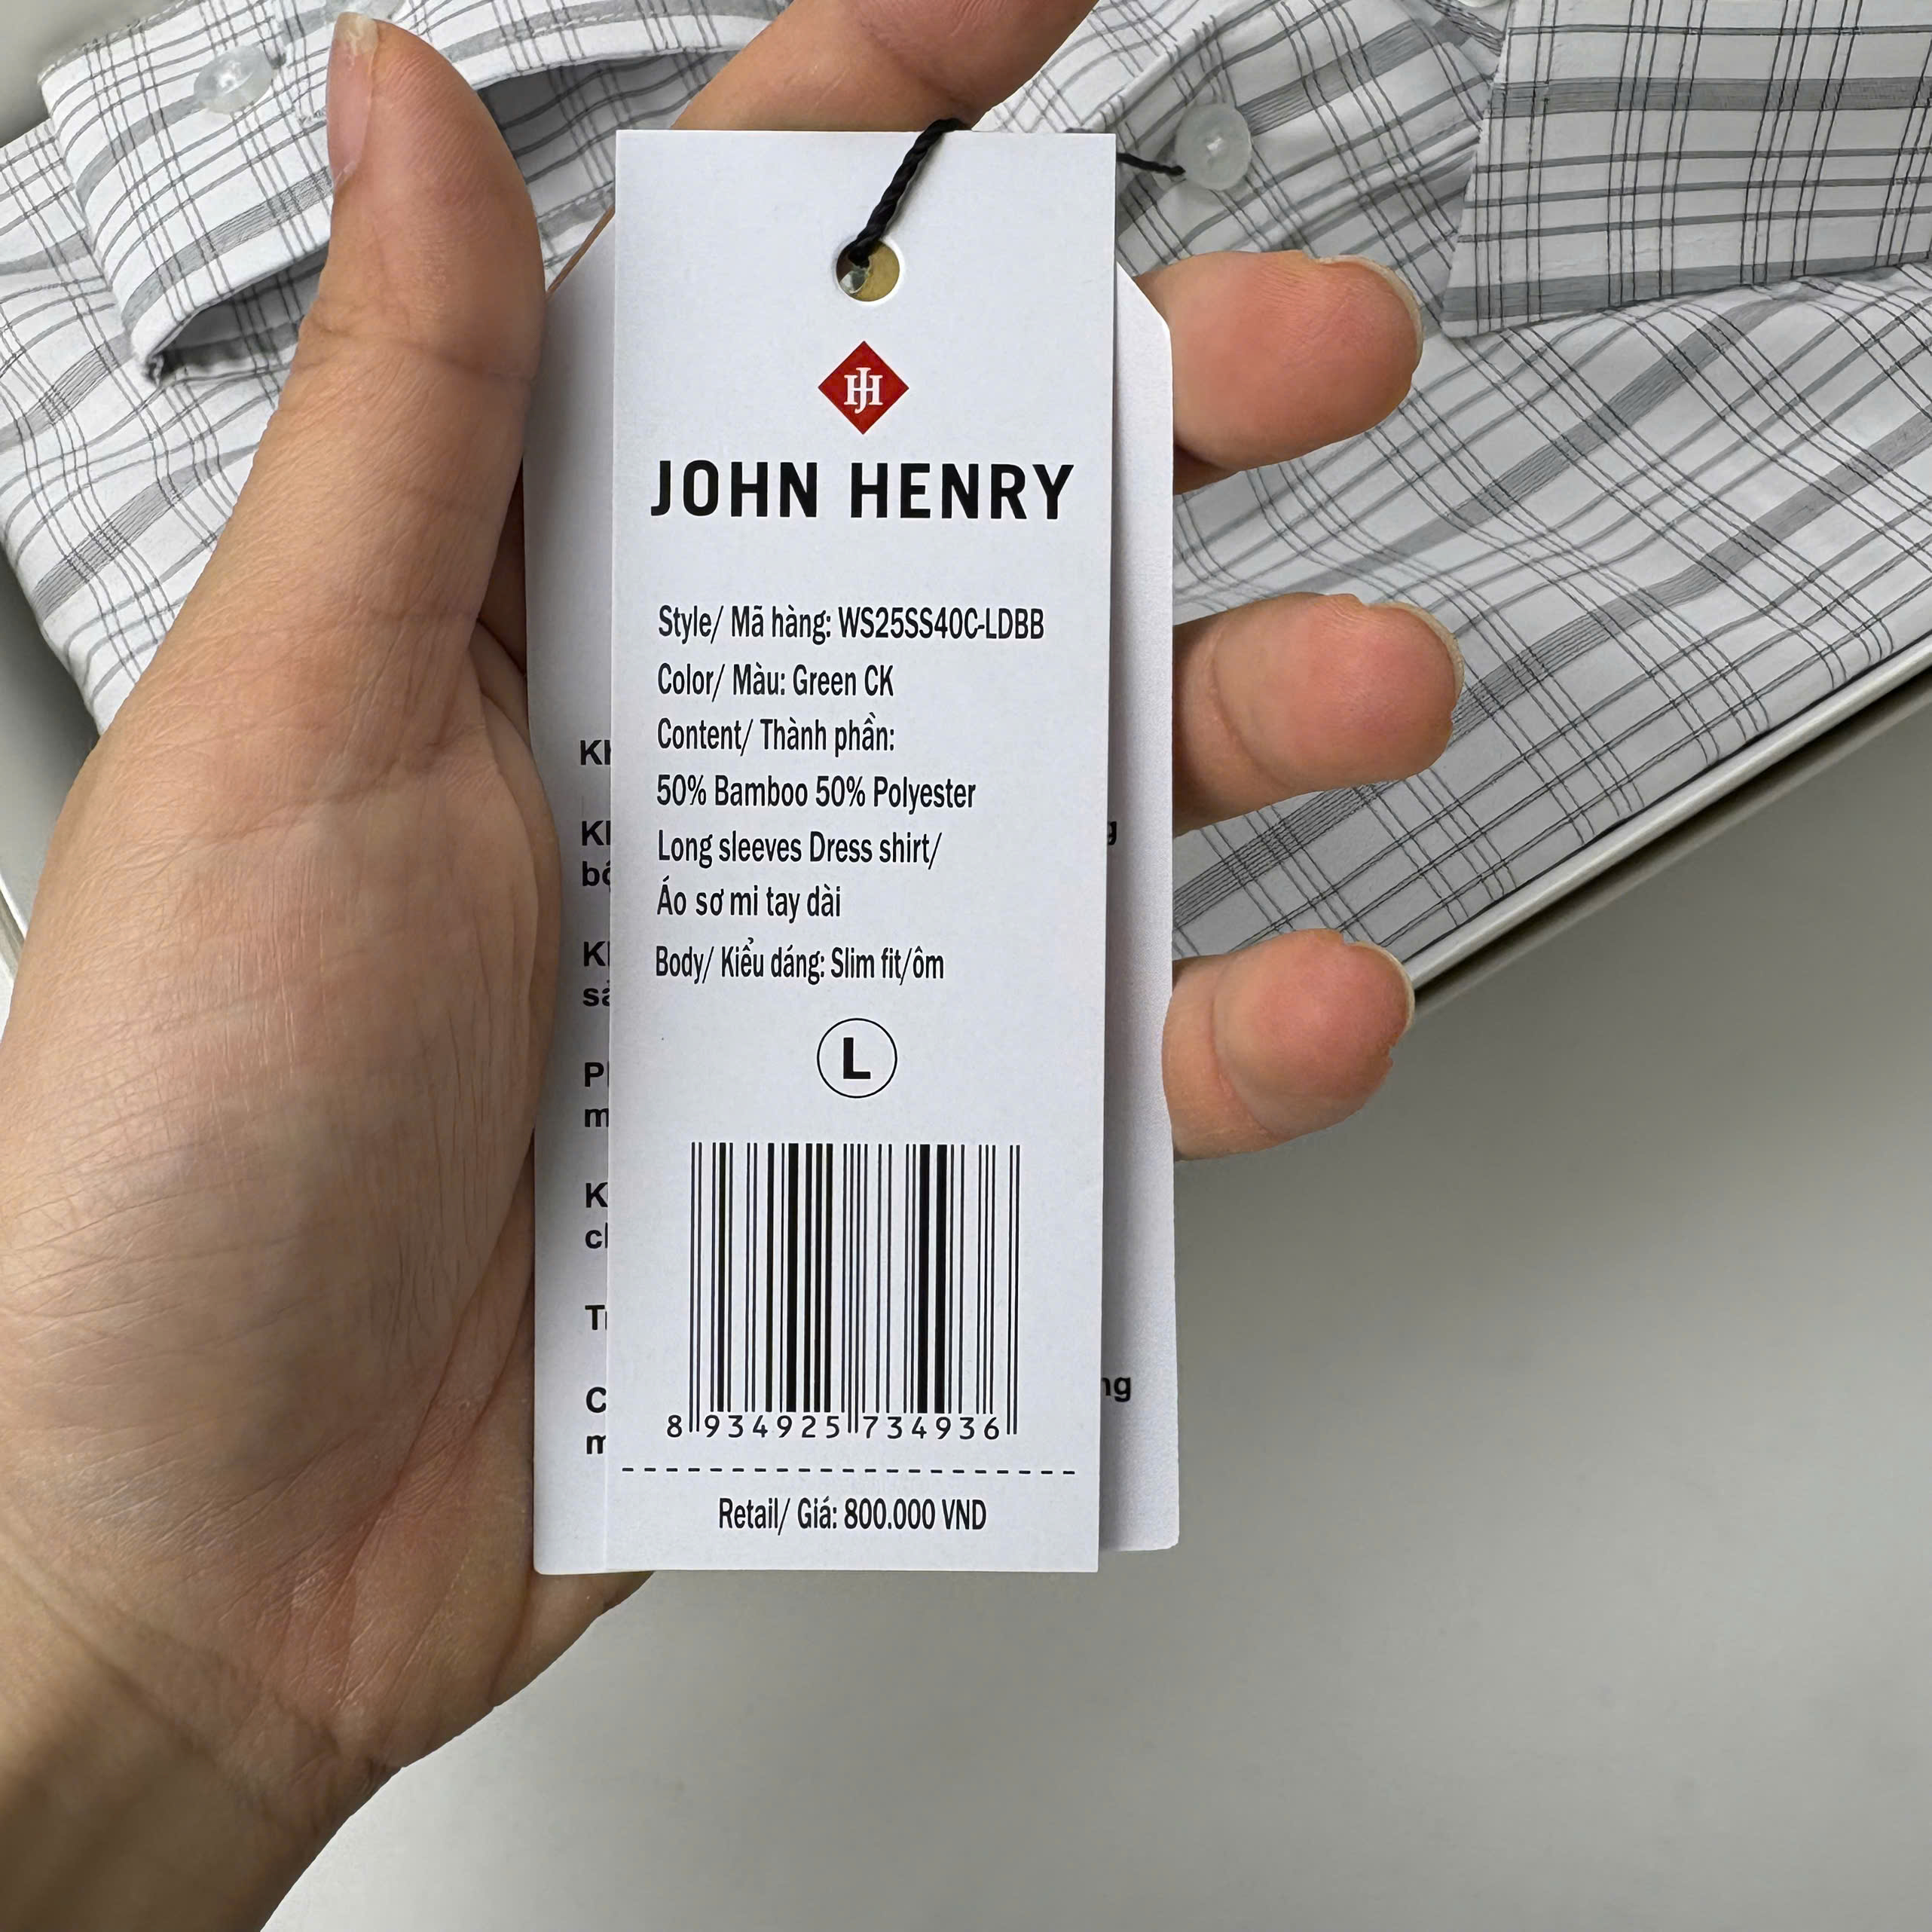 JH
JOHN HENRY
Style/ Mã hàng: WS25SS40C-LDBB
Color/ Màu: Green CK
Content/ Thành phần:
50% Bamboo 50% Polyester
Long sleeves Dress shirt/
Áo sơ mi tay dài
Body/ Kiểu dáng: Slim fit/ôm
L
8 934925 734936
Retail/ Giá: 800.000 VND